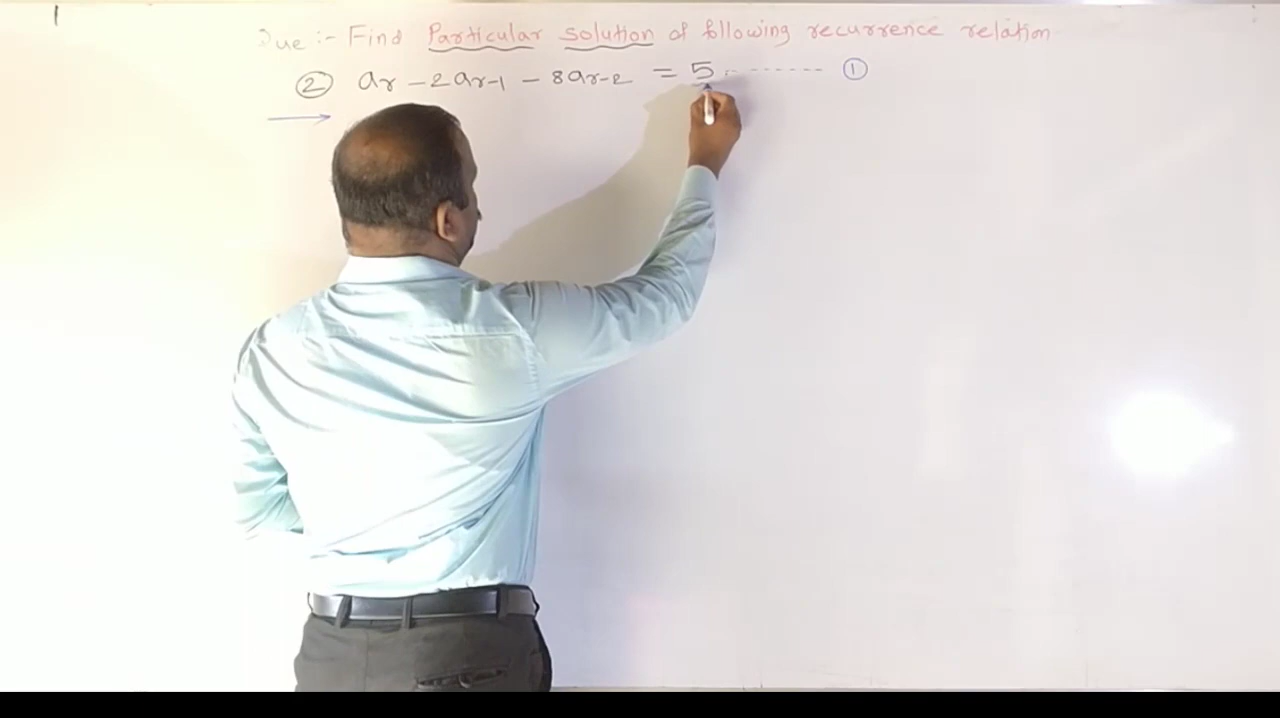 Que :- Find Particular solution of following recurrence relation
② ar - 2ar-1 - 8ar-2 = 5 -------- ①